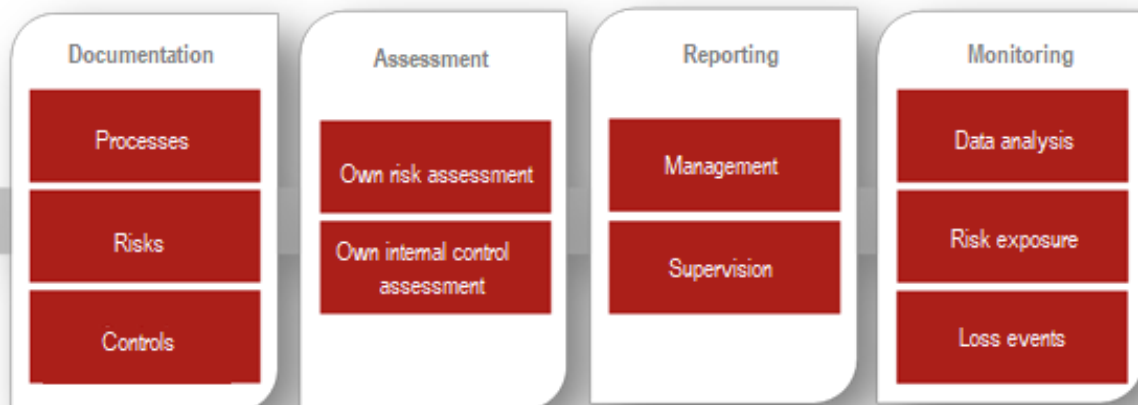 Documentation
Processes
Risks
Controls
Assessment
Own risk assessment
Own internal control
assessment
Reporting
Management
Supervision
Monitoring
Data analysis
Risk exposure
Loss events